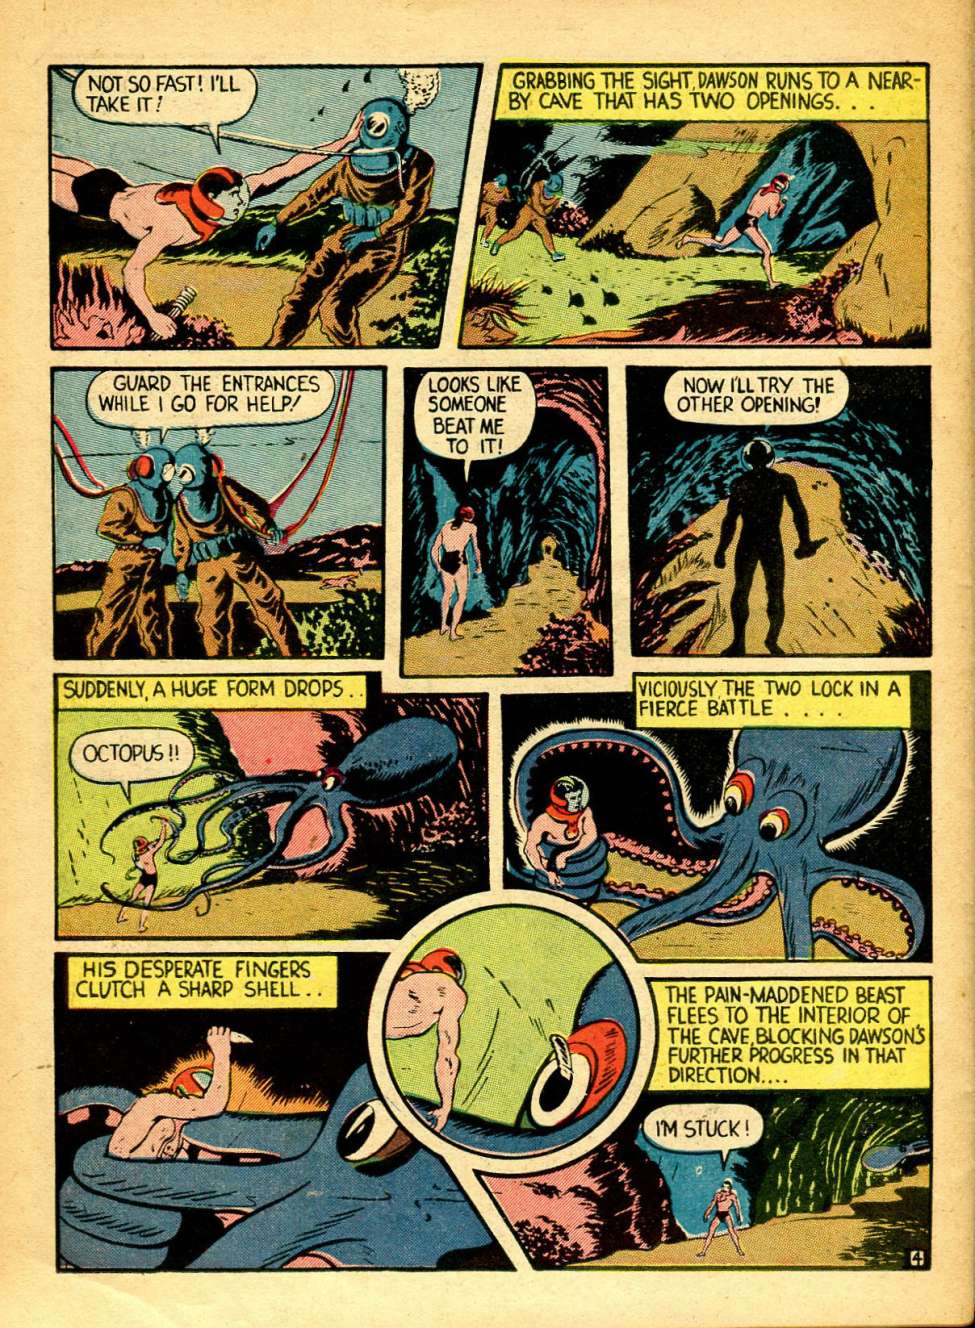 NOT SO FAST! I'LL
TAKE IT!
GRABBING THE SIGHT, DAWSON RUNS TO A NEAR-
BY CAVE THAT HAS TWO OPENINGS...
GUARD THE ENTRANCES
WHILE I GO FOR HELP!
LOOKS LIKE
SOMEONE
BEAT ME
TO IT!
NOW I'LL TRY THE
OTHER OPENING!
SUDDENLY, A HUGE FORM DROPS..
OCTOPUS!!
VICIOUSLY, THE TWO LOCK IN A
FIERCE BATTLE....
HIS DESPERATE FINGERS
CLUTCH A SHARP SHELL..
THE PAIN-MADDENED BEAST
FLEES TO THE INTERIOR OF
THE CAVE, BLOCKING DAWSON'S
FURTHER PROGRESS IN THAT
DIRECTION....
I'M STUCK!
4